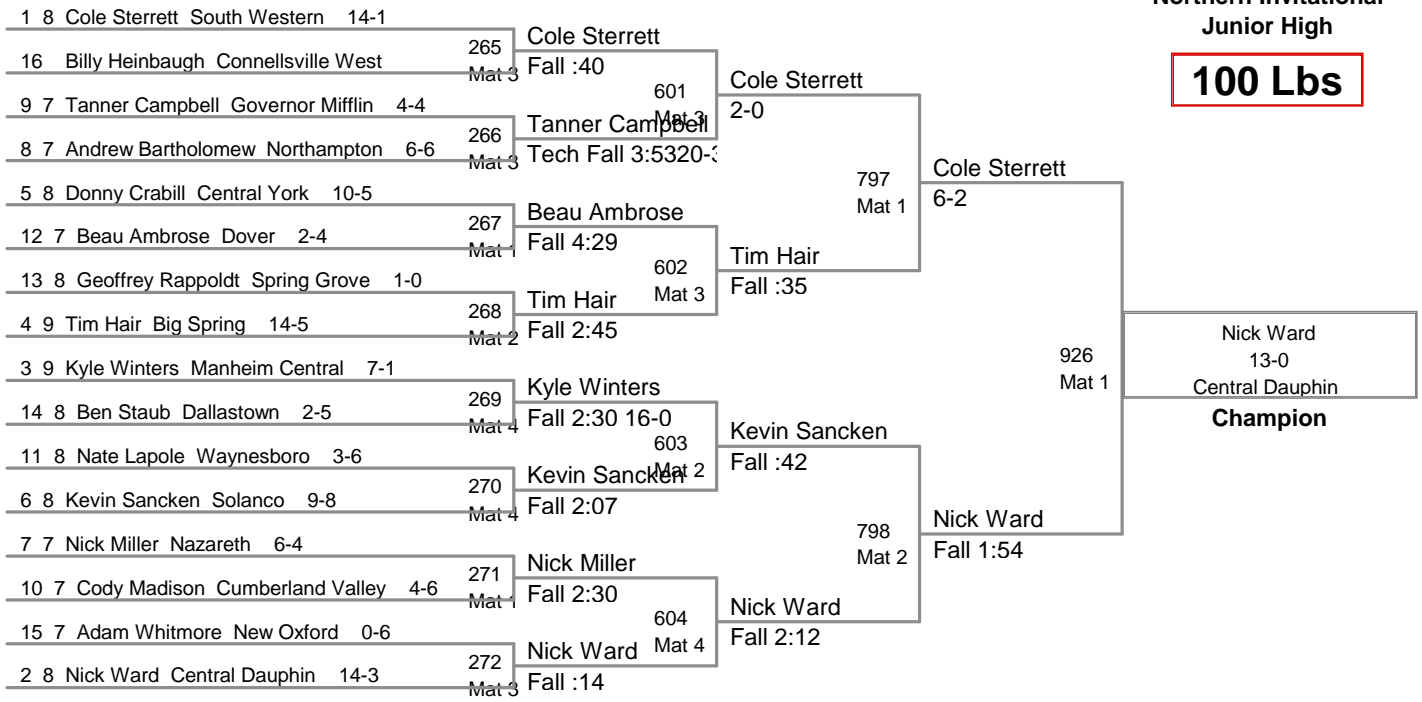 Northern Invitational
Junior High
100 Lbs
1 8 Cole Sterrett South Western 14-1
16 Billy Heinbaugh Connellsville West
9 7 Tanner Campbell Governor Mifflin 4-4
8 7 Andrew Bartholomew Northampton 6-6
5 8 Donny Crabill Central York 10-5
12 7 Beau Ambrose Dover 2-4
13 8 Geoffrey Rappoldt Spring Grove 1-0
4 9 Tim Hair Big Spring 14-5
3 9 Kyle Winters Manheim Central 7-1
14 8 Ben Staub Dallastown 2-5
11 8 Nate Lapole Waynesboro 3-6
6 8 Kevin Sancken Solanco 9-8
7 7 Nick Miller Nazareth 6-4
10 7 Cody Madison Cumberland Valley 4-6
15 7 Adam Whitmore New Oxford 0-6
2 8 Nick Ward Central Dauphin 14-3
265
Mat 3
Cole Sterrett
Fall :40
266
Mat 3
Tanner Campbell
Tech Fall 3:5320-3
267
Mat 1
Beau Ambrose
Fall 4:29
268
Mat 2
Tim Hair
Fall 2:45
269
Mat 4
Kyle Winters
Fall 2:30 16-0
270
Mat 4
Kevin Sancken
Fall 2:07
271
Mat 1
Nick Miller
Fall 2:30
272
Mat 3
Nick Ward
Fall :14
601
Mat 3
Cole Sterrett
2-0
602
Mat 3
Tim Hair
Fall :35
603
Mat 2
Kevin Sancken
Fall :42
604
Mat 4
Nick Ward
Fall 2:12
797
Mat 1
Cole Sterrett
6-2
798
Mat 2
Nick Ward
Fall 1:54
926
Mat 1
Nick Ward
13-0
Central Dauphin
Champion